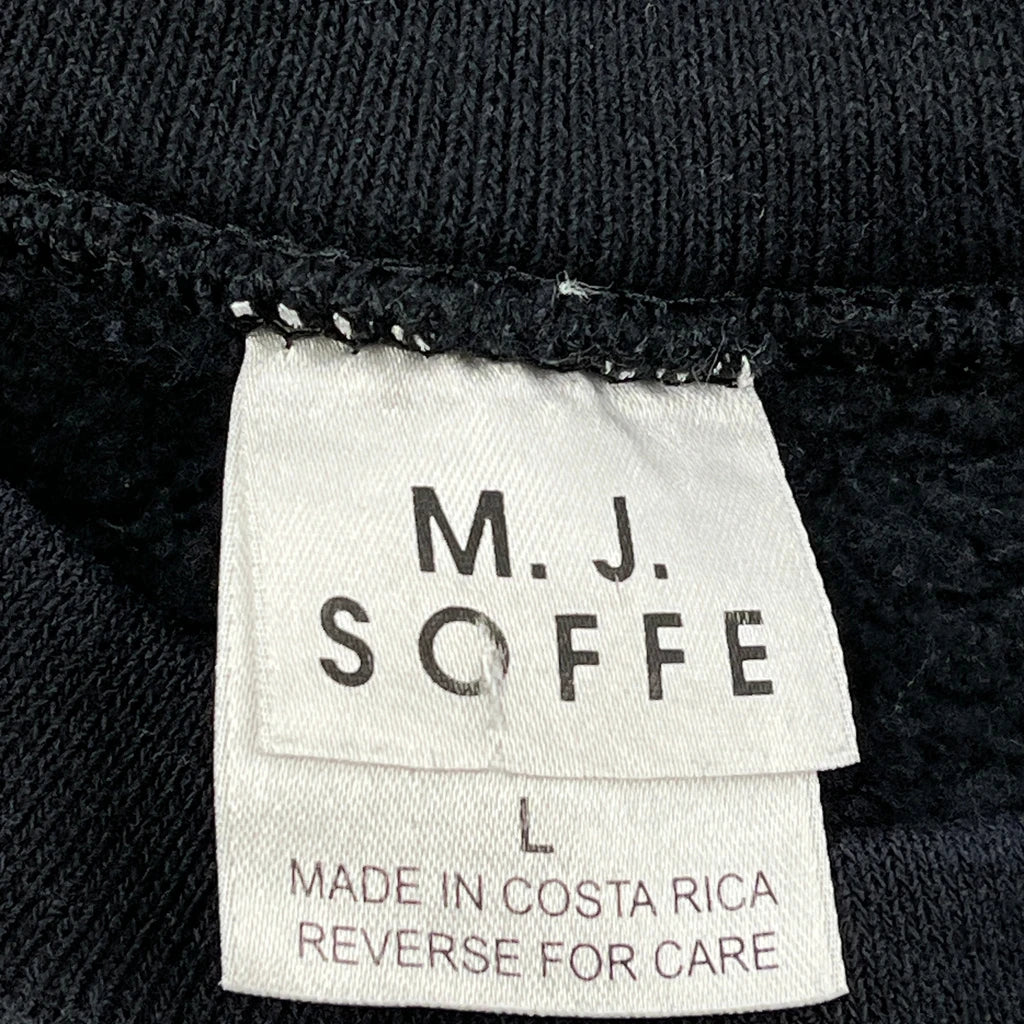 M. J.
SOFFE
L
MADE IN COSTA RICA
REVERSE FOR CARE